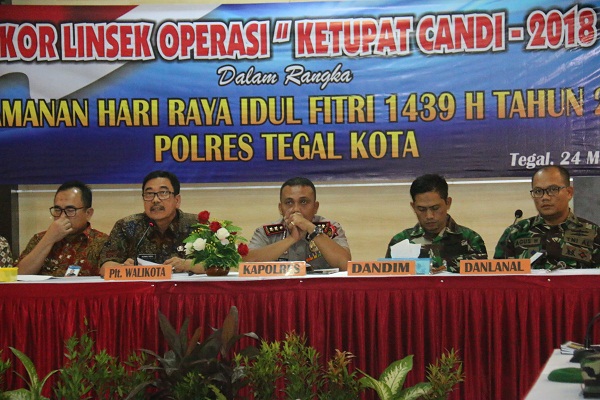 KOR LINSEK OPERASI " KETUPAT CANDI - 2018
Dalam Rangka
AMANAN HARI RAYA IDUL FITRI 1439 H TAHUN 2
POLRES TEGAL KOTA
Tegal, 24 M
Plt. WALIKOTA
KAPOLRES
DANDIM
DANLANAL